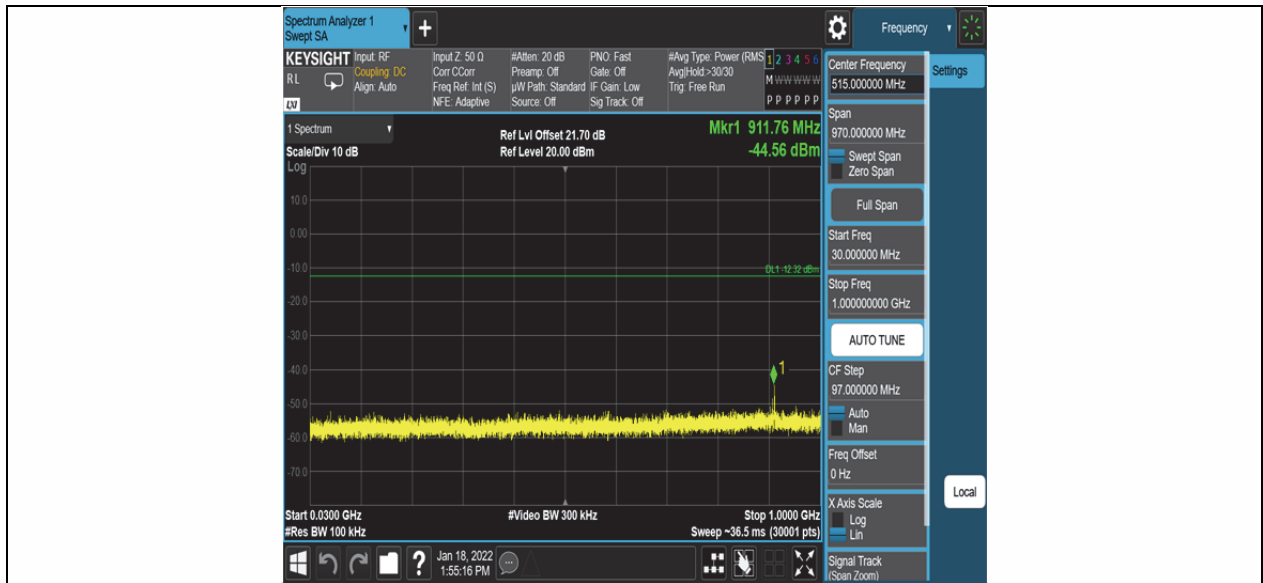 Spectrum Analyzer 1
Swept SA
+
Frequency
KEYSIGHT
RL
LXI
Input: RF
Coupling: DC
Align: Auto
Input Z: 50 Ω
Corr CCorr
Freq Ref: Int (S)
NFE: Adaptive
#Atten: 20 dB
Preamp: Off
µW Path: Standard
Source: Off
PNO: Fast
Gate: Off
IF Gain: Low
Sig Track: Off
#Avg Type: Power (RMS
Avg|Hold:>30/30
Trig: Free Run
1 2 3 4 5 6
M W W W W W
P P P P P P
1 Spectrum
Scale/Div 10 dB
Log
Ref Lvl Offset 21.70 dB
Ref Level 20.00 dBm
Mkr1 911.76 MHz
-44.56 dBm
10.0
0.00
-10.0
DL1 -12.32 dBm
-20.0
-30.0
-40.0
1
-50.0
-60.0
-70.0
Start 0.0300 GHz
#Res BW 100 kHz
#Video BW 300 kHz
Stop 1.0000 GHz
Sweep ~36.5 ms (30001 pts)
?
Jan 18, 2022
1:55:16 PM
Center Frequency
515.000000 MHz
Span
970.000000 MHz
Swept Span
Zero Span
Full Span
Start Freq
30.000000 MHz
Stop Freq
1.000000000 GHz
AUTO TUNE
CF Step
97.000000 MHz
Auto
Man
Freq Offset
0 Hz
X Axis Scale
Log
Lin
Signal Track
(Span Zoom)
Settings
Local